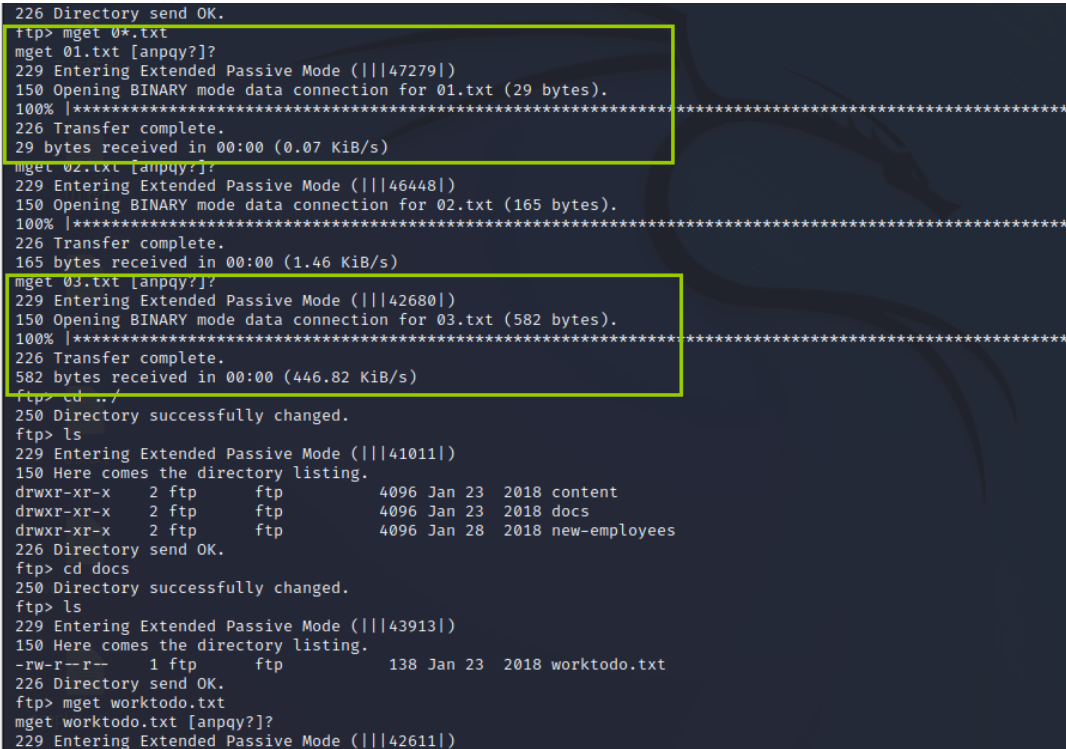 226 Directory send OK.
ftp> mget 0*.txt
mget 01.txt [anpqy?]?
229 Entering Extended Passive Mode (|||47279|)
150 Opening BINARY mode data connection for 01.txt (29 bytes).
100% |*******************************************************************************************************
226 Transfer complete.
29 bytes received in 00:00 (0.07 KiB/s)
mget 02.txt [anpqy?]?
229 Entering Extended Passive Mode (|||46448|)
150 Opening BINARY mode data connection for 02.txt (165 bytes).
100% |*******************************************************************************************************
226 Transfer complete.
165 bytes received in 00:00 (1.46 KiB/s)
mget 03.txt [anpqy?]?
229 Entering Extended Passive Mode (|||42680|)
150 Opening BINARY mode data connection for 03.txt (582 bytes).
100% |*******************************************************************************************************
226 Transfer complete.
582 bytes received in 00:00 (446.82 KiB/s)
ftp> cd ../
250 Directory successfully changed.
ftp> ls
229 Entering Extended Passive Mode (|||41011|)
150 Here comes the directory listing.
drwxr-xr-x    2 ftp      ftp          4096 Jan 23  2018 content
drwxr-xr-x    2 ftp      ftp          4096 Jan 23  2018 docs
drwxr-xr-x    2 ftp      ftp          4096 Jan 28  2018 new-employees
226 Directory send OK.
ftp> cd docs
250 Directory successfully changed.
ftp> ls
229 Entering Extended Passive Mode (|||43913|)
150 Here comes the directory listing.
-rw-r--r--    1 ftp      ftp           138 Jan 23  2018 worktodo.txt
226 Directory send OK.
ftp> mget worktodo.txt
mget worktodo.txt [anpqy?]?
229 Entering Extended Passive Mode (|||42611|)